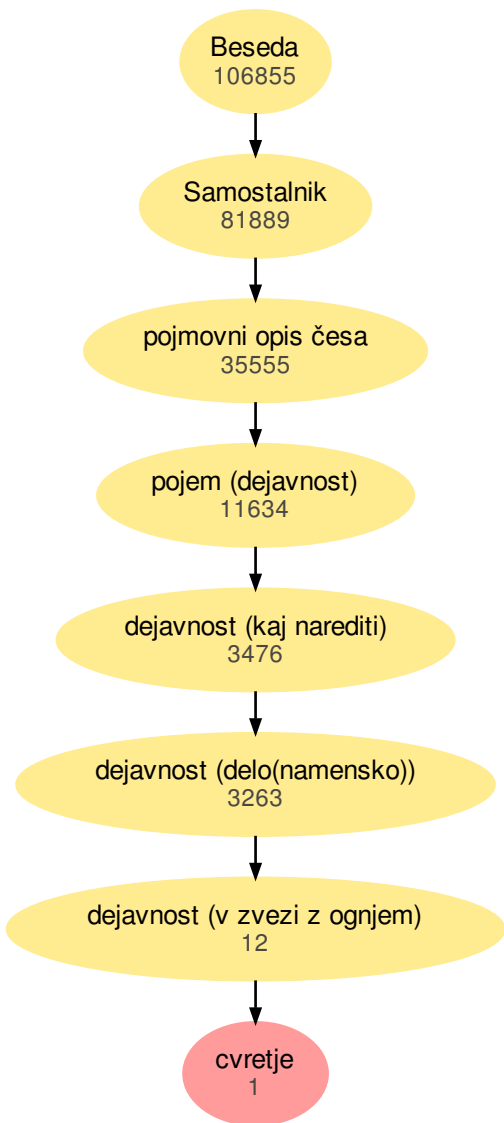 Beseda
106855
Samostalnik
81889
pojmovni opis česa
35555
pojem (dejavnost)
11634
dejavnost (kaj narediti)
3476
dejavnost (delo(namensko))
3263
dejavnost (v zvezi z ognjem)
12
cvretje
1